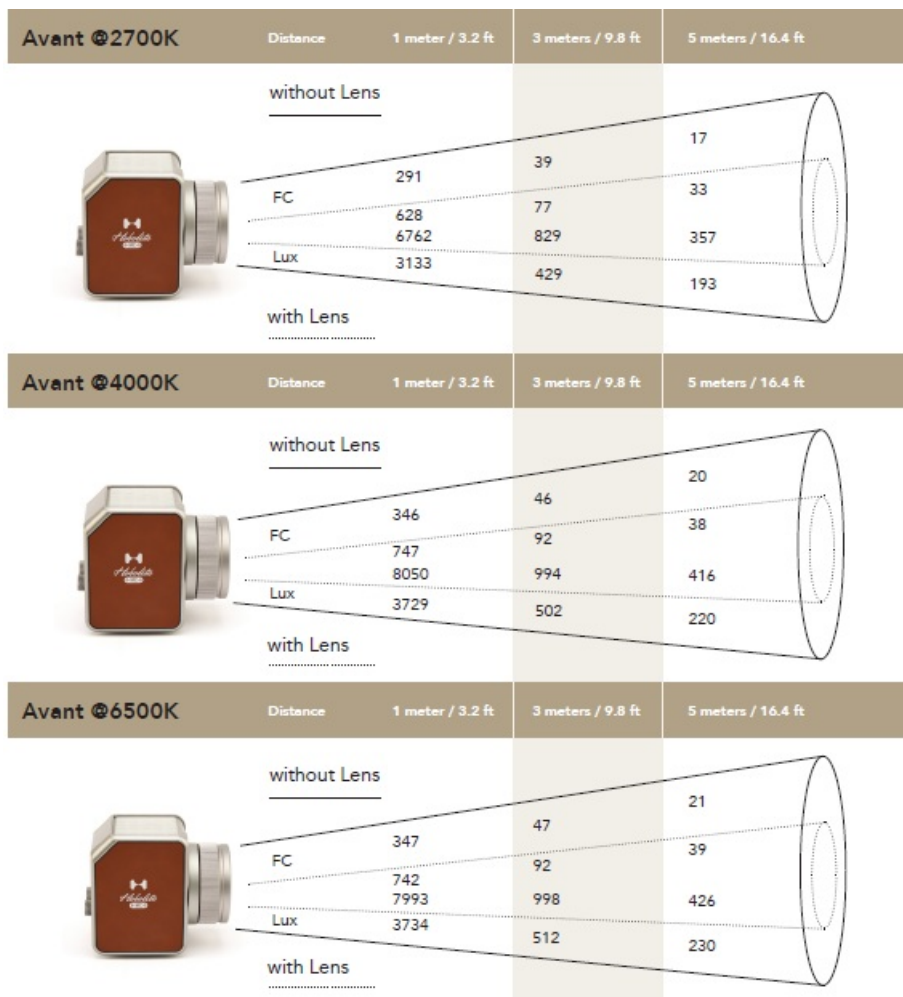 Avant @2700K Distance 1 meter / 3.2 ft 3 meters / 9.8 ft 5 meters / 16.4 ft
without Lens
17
39
291
33
FC
77
628
6762 829 357
Lux
3133 429 193
with Lens
Hobolite
Avant @4000K Distance 1 meter / 3.2 ft 3 meters / 9.8 ft 5 meters / 16.4 ft
without Lens
20
46
346
38
FC
92
747
8050 994 416
Lux
3729 502 220
with Lens
Hobolite
Avant @6500K Distance 1 meter / 3.2 ft 3 meters / 9.8 ft 5 meters / 16.4 ft
without Lens
21
47
347
39
FC
92
742
7993 998 426
Lux
3734 512 230
with Lens
Hobolite